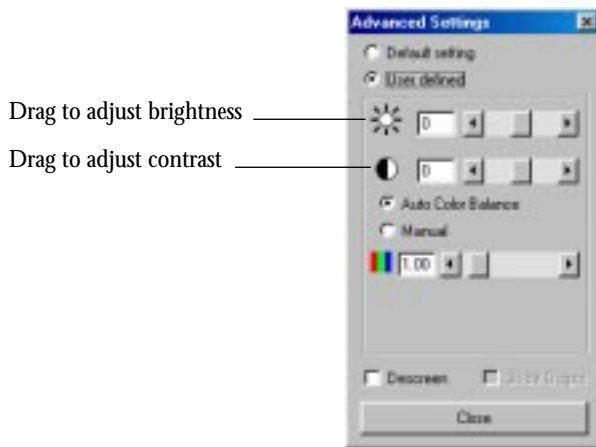 Advanced Settings
Default setting
User defined
Drag to adjust brightness
0
Drag to adjust contrast
0
Auto Color Balance
Manual
1.00
Descreen
Close